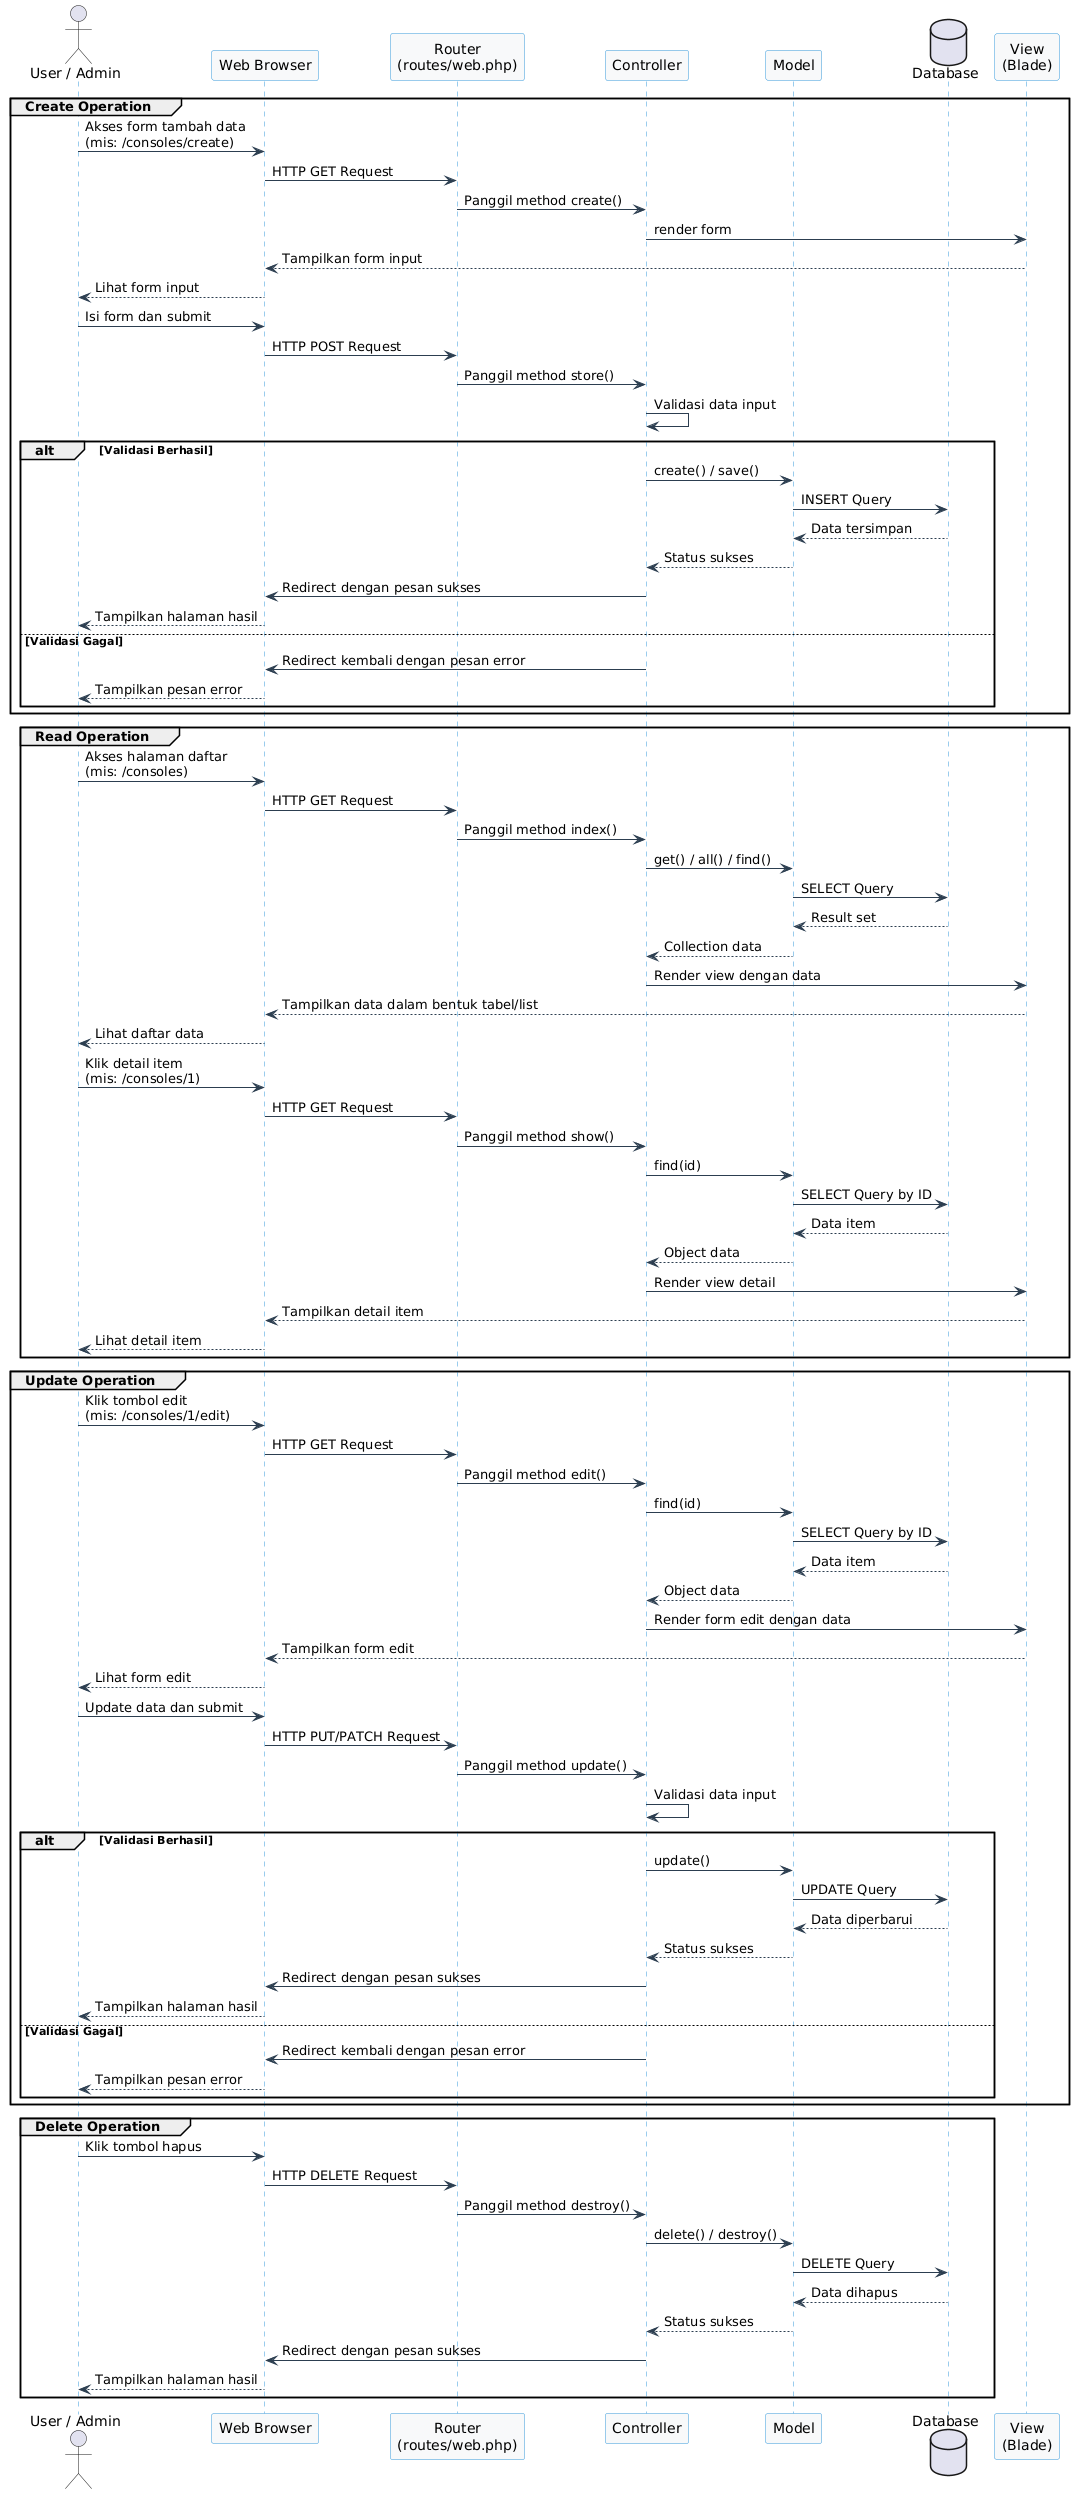 User / Admin
Web Browser
Router
(routes/web.php)
Controller
Model
Database
View
(Blade)
Create Operation
Akses form tambah data
(mis: /consoles/create)
HTTP GET Request
Panggil method create()
render form
Tampilkan form input
Lihat form input
Isi form dan submit
HTTP POST Request
Panggil method store()
Validasi data input
alt [Validasi Berhasil]
create() / save()
INSERT Query
Data tersimpan
Status sukses
Redirect dengan pesan sukses
Tampilkan halaman hasil
[Validasi Gagal]
Redirect kembali dengan pesan error
Tampilkan pesan error
Read Operation
Akses halaman daftar
(mis: /consoles)
HTTP GET Request
Panggil method index()
get() / all() / find()
SELECT Query
Result set
Collection data
Render view dengan data
Tampilkan data dalam bentuk tabel/list
Lihat daftar data
Klik detail item
(mis: /consoles/1)
HTTP GET Request
Panggil method show()
find(id)
SELECT Query by ID
Data item
Object data
Render view detail
Tampilkan detail item
Lihat detail item
Update Operation
Klik tombol edit
(mis: /consoles/1/edit)
HTTP GET Request
Panggil method edit()
find(id)
SELECT Query by ID
Data item
Object data
Render form edit dengan data
Tampilkan form edit
Lihat form edit
Update data dan submit
HTTP PUT/PATCH Request
Panggil method update()
Validasi data input
alt [Validasi Berhasil]
update()
UPDATE Query
Data diperbarui
Status sukses
Redirect dengan pesan sukses
Tampilkan halaman hasil
[Validasi Gagal]
Redirect kembali dengan pesan error
Tampilkan pesan error
Delete Operation
Klik tombol hapus
HTTP DELETE Request
Panggil method destroy()
delete() / destroy()
DELETE Query
Data dihapus
Status sukses
Redirect dengan pesan sukses
Tampilkan halaman hasil
User / Admin
Web Browser
Router
(routes/web.php)
Controller
Model
Database
View
(Blade)